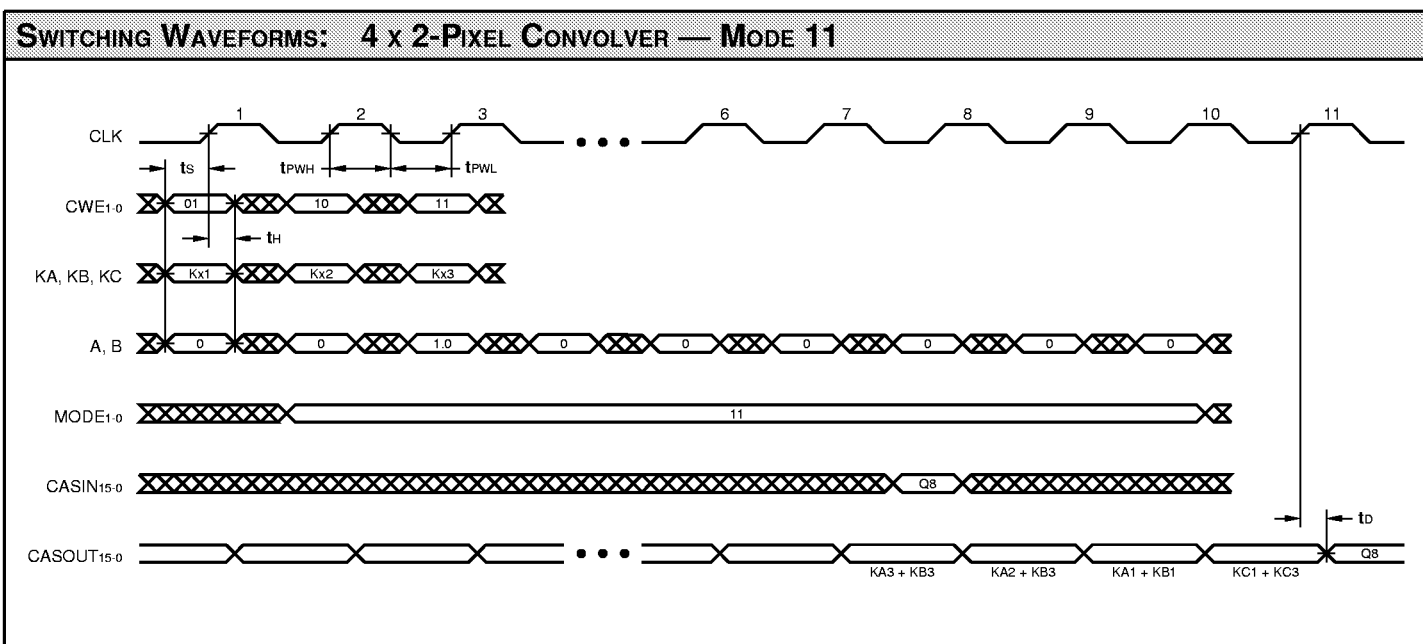 SWITCHING WAVEFORMS: 4 X 2-PIXEL CONVOLVER — MODE 11
1 2 3 6 7 8 9 10 11
CLK
tS tPWH tPWL
CWE1-0 01 10 11
tH
KA, KB, KC Kx1 Kx2 Kx3
A, B 0 0 1.0 0 0 0 0 0 0
MODE1-0 11
CASIN15-0 Q8
tD
CASOUT15-0 Q8
KA3 + KB3 KA2 + KB3 KA1 + KB1 KC1 + KC3